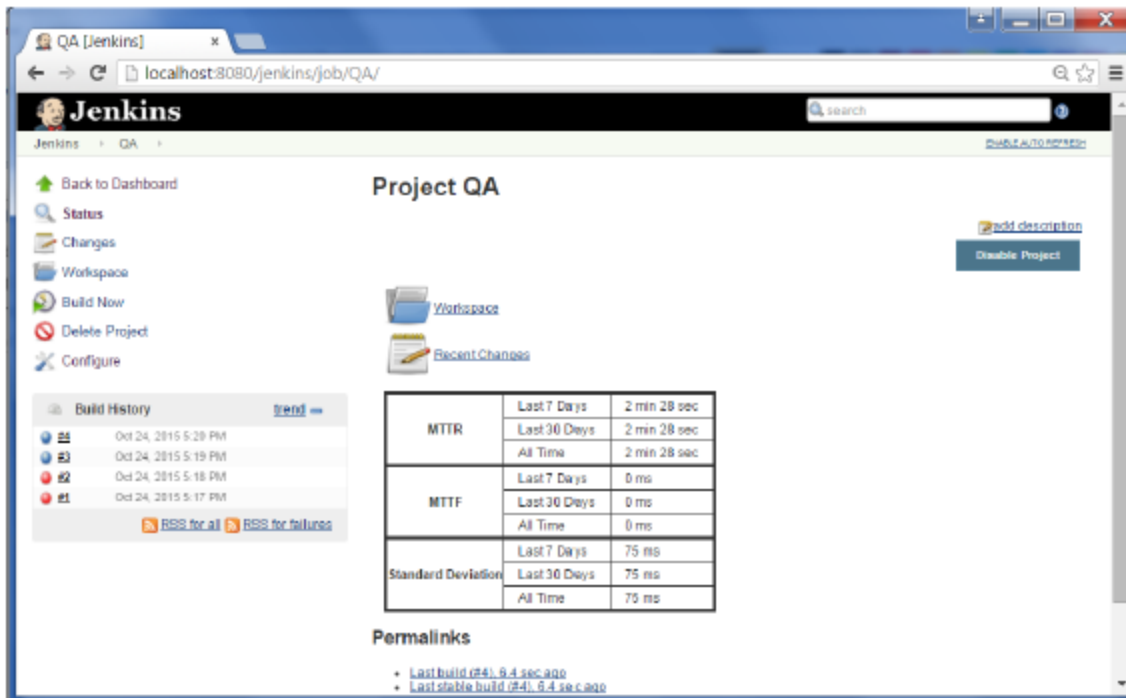 QA [Jenkins]
localhost:8080/jenkins/job/QA/
Jenkins
search
Jenkins QA
ENABLE AUTO REFRESH
Back to Dashboard
Status
Changes
Workspace
Build Now
Delete Project
Configure
Build History trend
#4 Oct 24, 2015 5:20 PM
#3 Oct 24, 2015 5:19 PM
#2 Oct 24, 2015 5:18 PM
#1 Oct 24, 2015 5:17 PM
RSS for all RSS for failures
Project QA
add description
Disable Project
Workspace
Recent Changes
MTTR
Last 7 Days 2 min 28 sec
Last 30 Days 2 min 28 sec
All Time 2 min 28 sec
MTTF
Last 7 Days 0 ms
Last 30 Days 0 ms
All Time 0 ms
Standard Deviation
Last 7 Days 75 ms
Last 30 Days 75 ms
All Time 75 ms
Permalinks
Last build (#4), 6.4 sec ago
Last stable build (#4), 6.4 sec ago